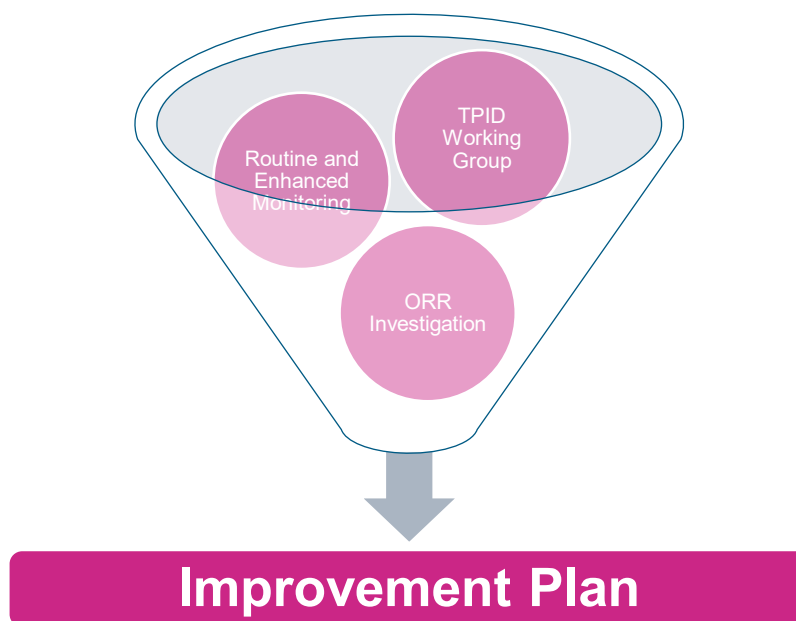 TPID
Working
Group
Routine and
Enhanced
Monitoring
ORR
Investigation
Improvement Plan